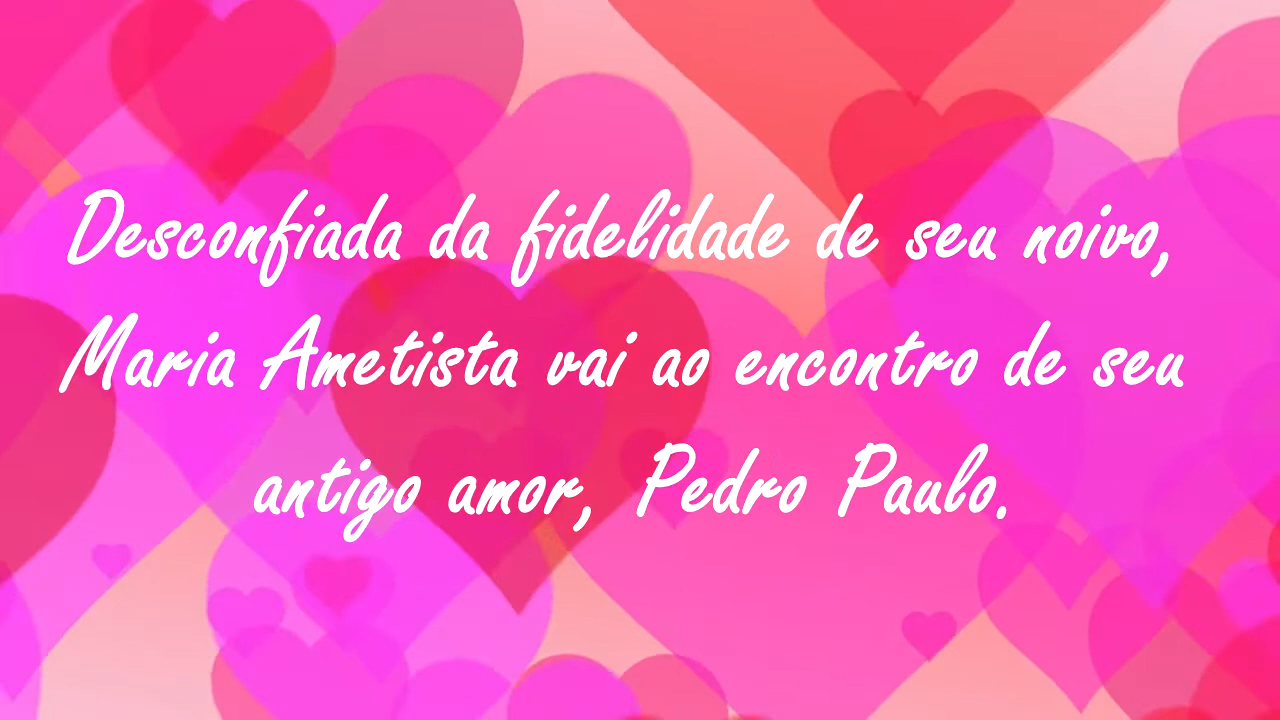 Desconfiada da fidelidade de seu noivo,
Maria Ametista vai ao encontro de seu
antigo amor, Pedro Paulo.